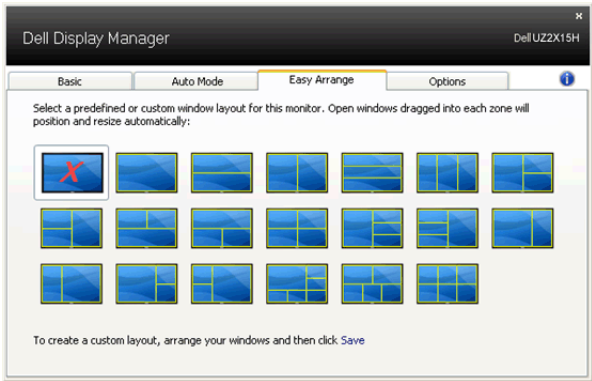 x
Dell Display Manager
Dell UZ2X15H
Basic
Auto Mode
Easy Arrange
Options
i
Select a predefined or custom window layout for this monitor. Open windows dragged into each zone will
position and resize automatically:
X
To create a custom layout, arrange your windows and then click Save